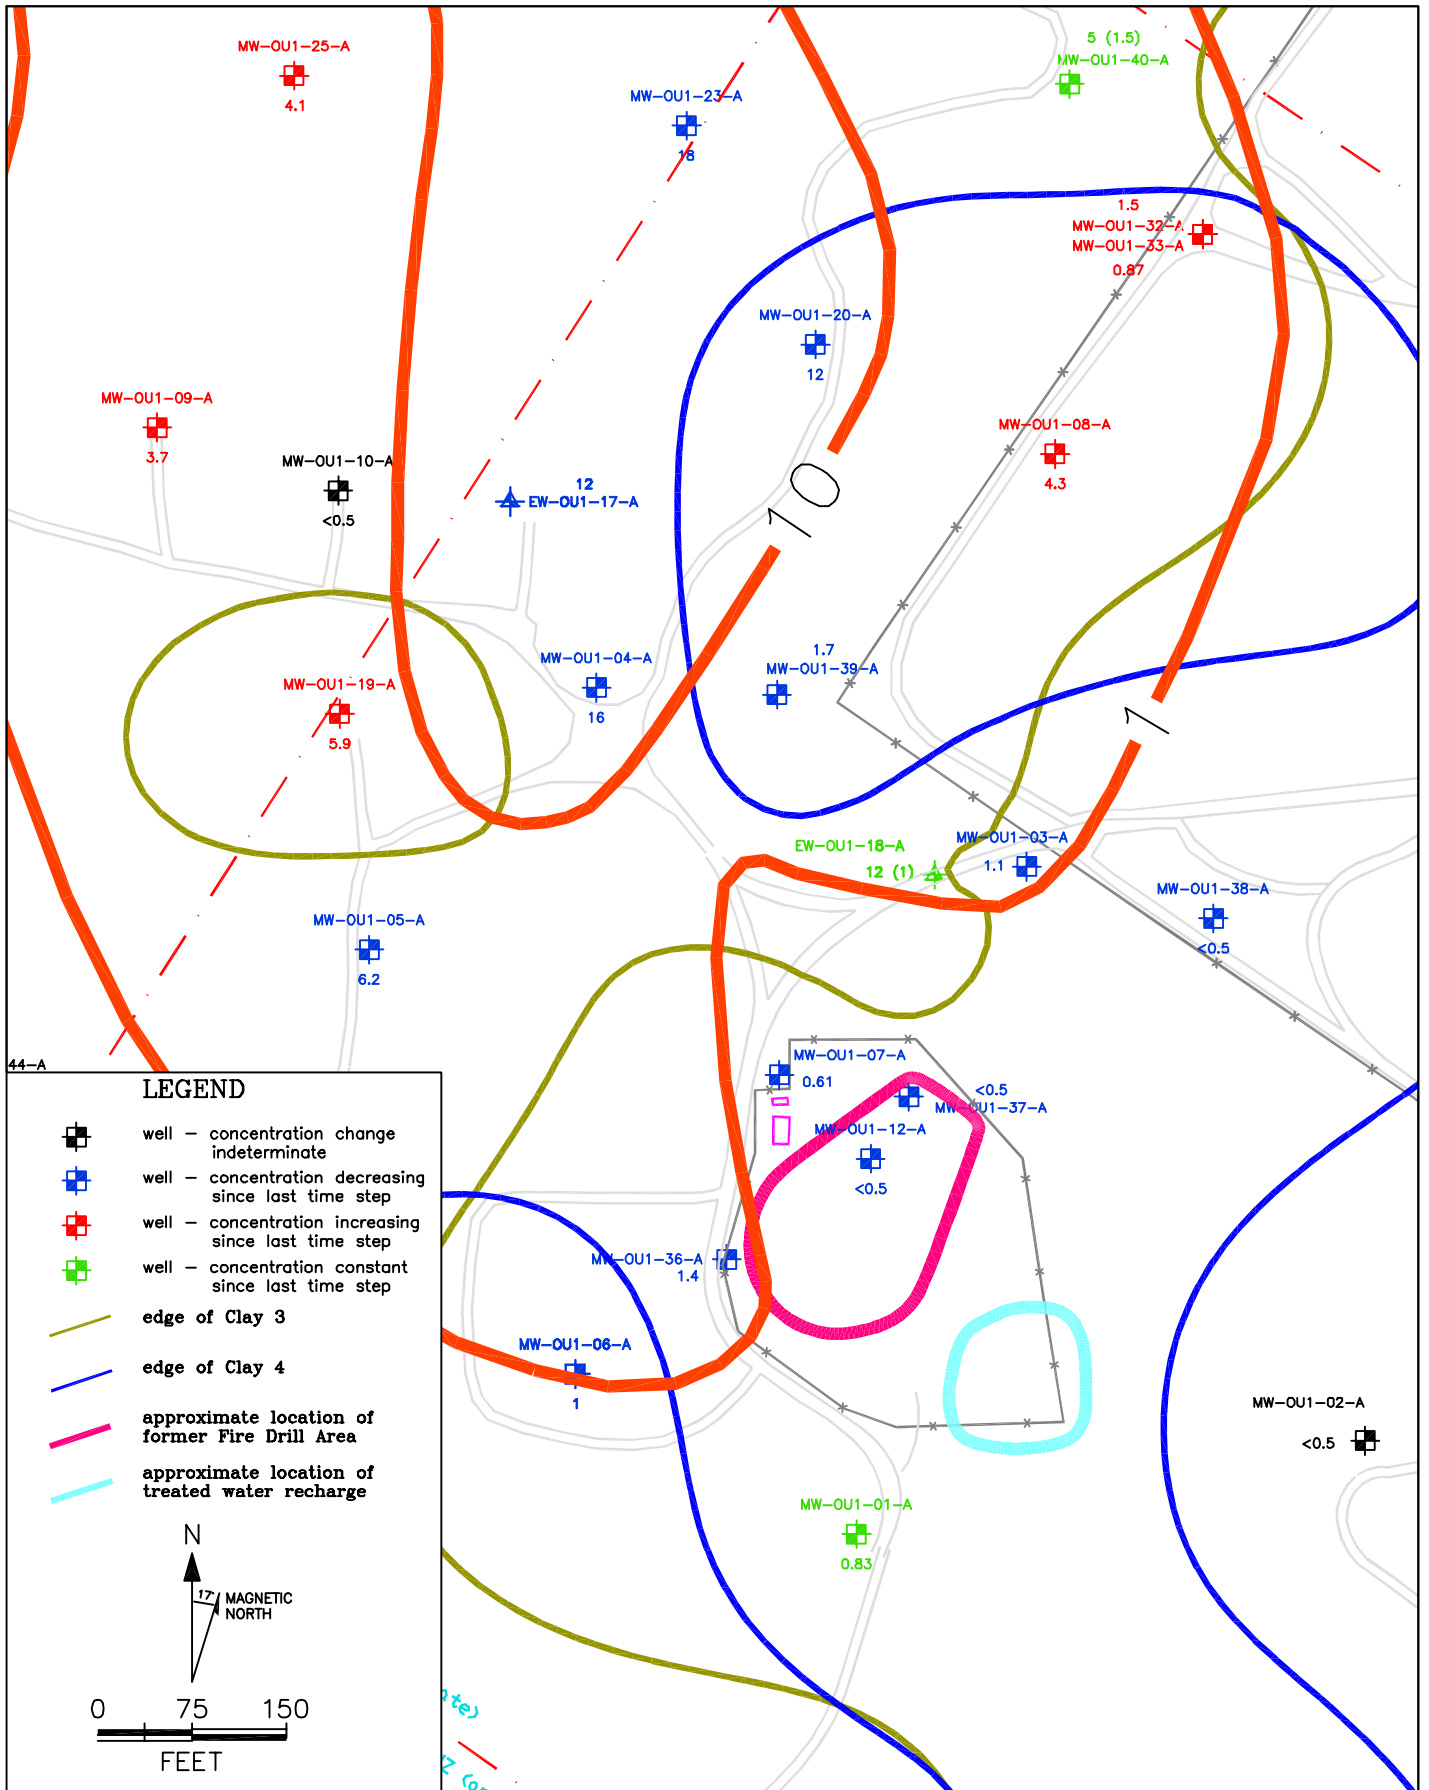 5 (1.5)
MW-OU1-25-A
MW-OU1-40-A
4.1
MW-OU1-23-A
18
1.5
MW-OU1-32-A
MW-OU1-33-A
0.87
MW-OU1-20-A
12
MW-OU1-09-A
3.7
MW-OU1-08-A
4.3
MW-OU1-10-A
<0.5
12
EW-OU1-17-A
10
1.7
MW-OU1-39-A
MW-OU1-04-A
16
MW-OU1-19-A
5.9
1
EW-OU1-18-A
12 (1)
MW-OU1-03-A
1.1
MW-OU1-38-A
<0.5
MW-OU1-05-A
6.2
44-A
MW-OU1-07-A
0.61
<0.5
MW-OU1-37-A
MW-OU1-12-A
<0.5
MW-OU1-36-A
1.4
MW-OU1-06-A
1
MW-OU1-02-A
<0.5
MW-OU1-01-A
0.83
LEGEND
well - concentration change
indeterminate
well - concentration decreasing
since last time step
well - concentration increasing
since last time step
well - concentration constant
since last time step
edge of Clay 3
edge of Clay 4
approximate location of
former Fire Drill Area
approximate location of
treated water recharge
N
17°
MAGNETIC
NORTH
0 75 150
FEET